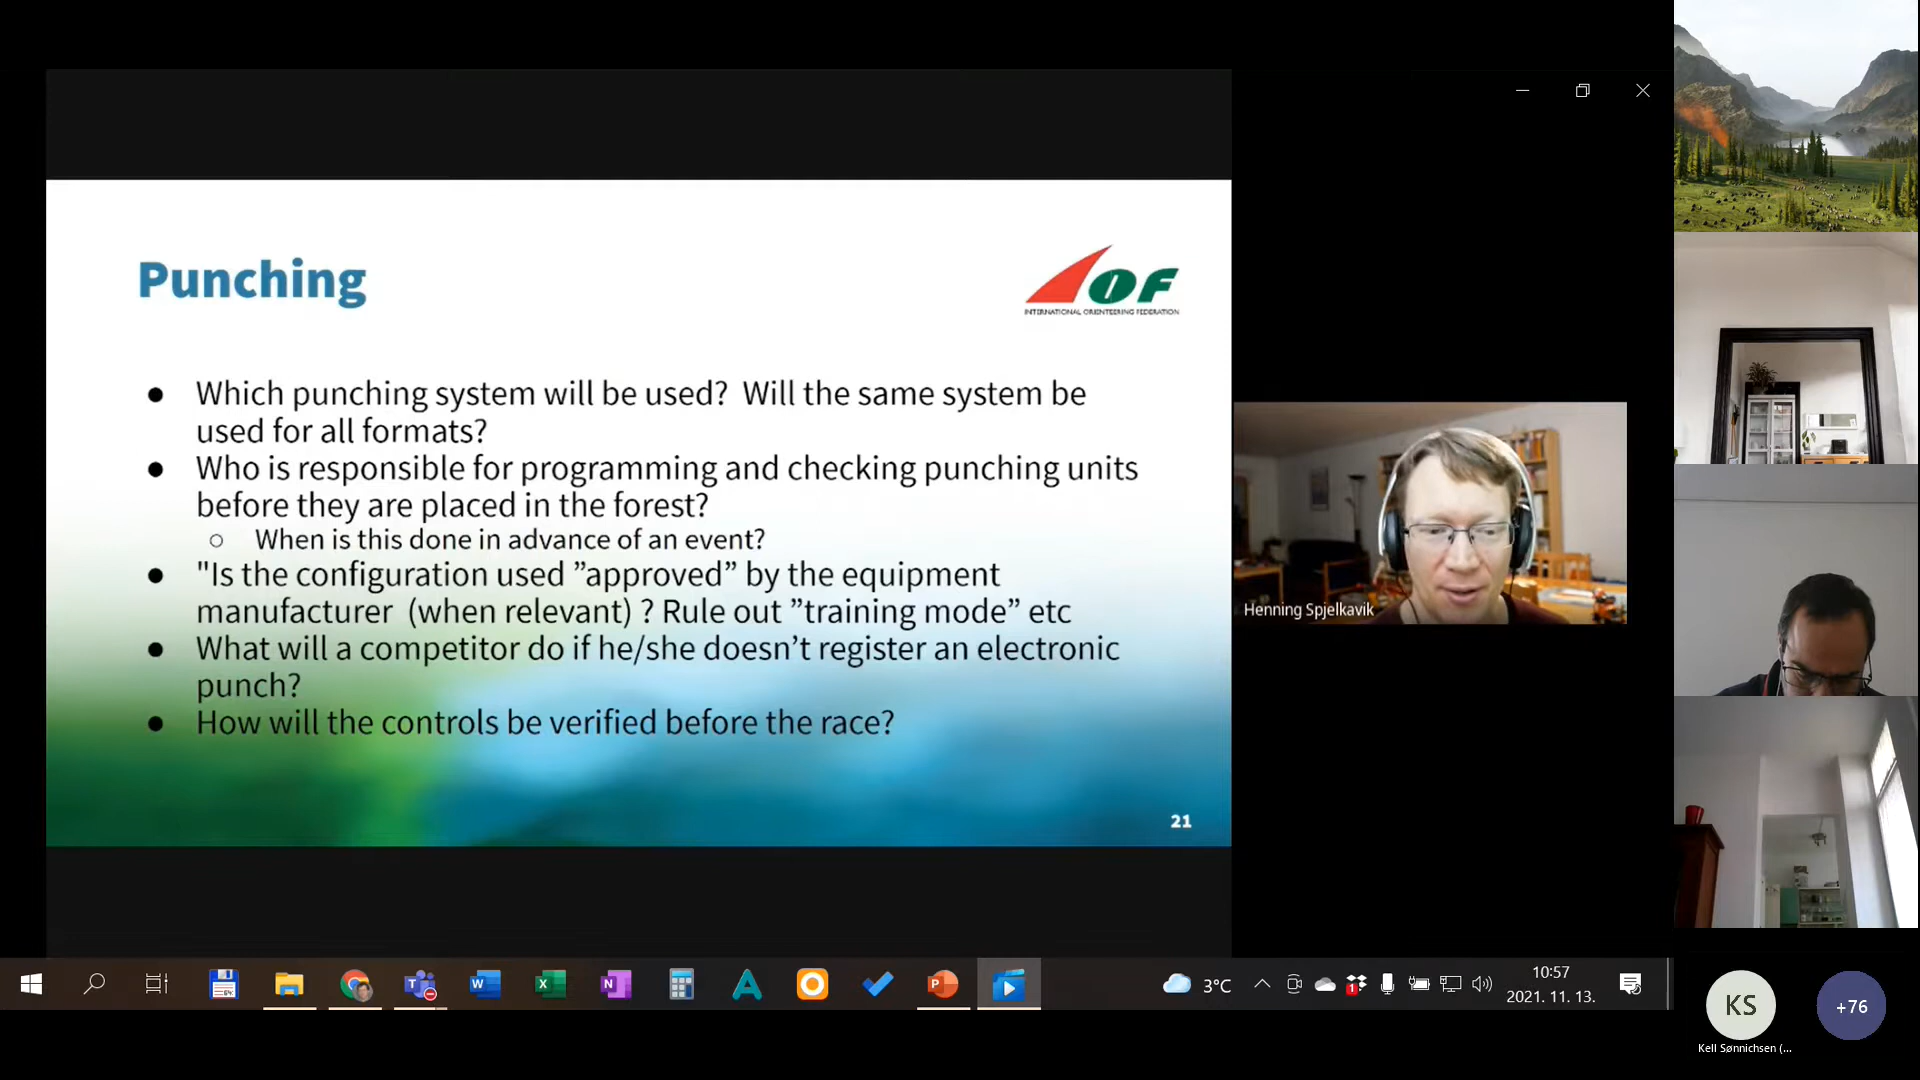 Punching
IOF
INTERNATIONAL ORIENTEERING FEDERATION
● Which punching system will be used?  Will the same system be
used for all formats?
● Who is responsible for programming and checking punching units
before they are placed in the forest?
○ When is this done in advance of an event?
● "Is the configuration used ”approved” by the equipment
manufacturer  (when relevant) ? Rule out ”training mode” etc
● What will a competitor do if he/she doesn’t register an electronic
punch?
● How will the controls be verified before the race?
21
Henning Spjelkavik
3°C
10:57
2021. 11. 13.
KS
+76
Kell Sønnichsen (...